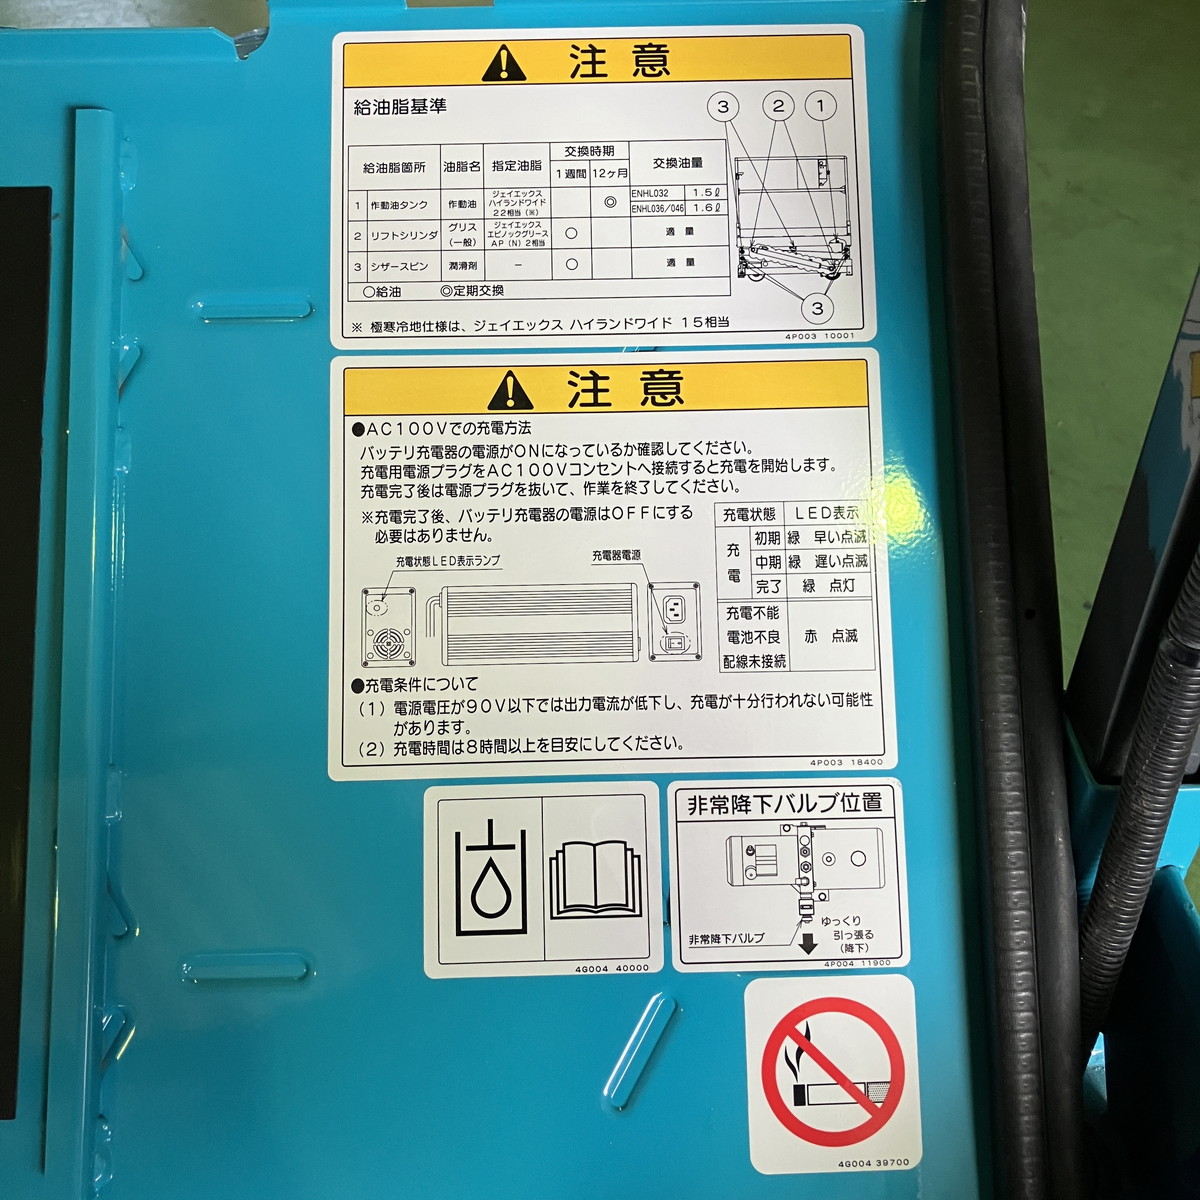 注意
給油脂基準
給油脂箇所 油脂名 指定油脂 交換時期 交換油量
1週間 12ヶ月
1 作動油タンク 作動油 ジェイエックス ハイランドワイド 22相当(※) ◎ ENHL032 1.5ℓ
ENHL036/046 1.6ℓ
2 リフトシリンダ グリス (一般) ジェイエックス エピノックグリース AP(N)2相当 ○ 適量
3 シザースピン 潤滑剤 − ○ 適量
○給油 ◎定期交換
③ ② ①
③
※ 極寒冷地仕様は、ジェイエックス ハイランドワイド 15相当
4P003 10001
注意
●AC100Vでの充電方法
バッテリ充電器の電源がONになっているか確認してください。
充電用電源プラグをAC100Vコンセントへ接続すると充電を開始します。
充電完了後は電源プラグを抜いて、作業を終了してください。
※充電完了後、バッテリ充電器の電源はOFFにする
必要はありません。
充電状態 LED表示
充電 初期 緑 早い点滅
中期 緑 遅い点滅
完了 緑 点灯
充電不能
電池不良 赤 点滅
配線未接続
充電状態LED表示ランプ
充電器電源
●充電条件について
(1)電源電圧が90V以下では出力電流が低下し、充電が十分行われない可能性
があります。
(2)充電時間は8時間以上を目安にしてください。
4P003 18400
4G004 40000
非常降下バルブ位置
非常降下バルブ
ゆっくり
引っ張る
(降下)
4P004 11900
4G004 39700